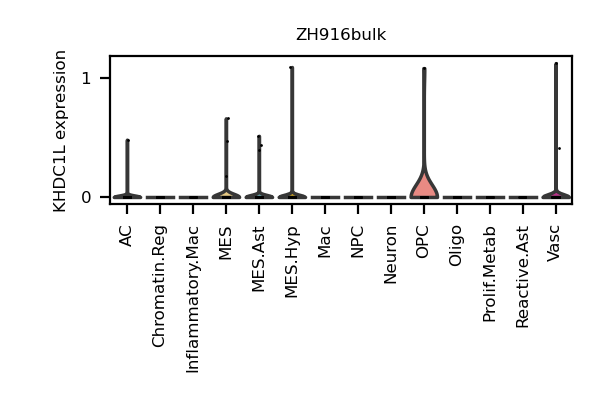 ZH916bulk
KHDC1L expression
1
0
AC
Chromatin.Reg
Inflammatory.Mac
MES
MES.Ast
MES.Hyp
Mac
NPC
Neuron
OPC
Oligo
Prolif.Metab
Reactive.Ast
Vasc